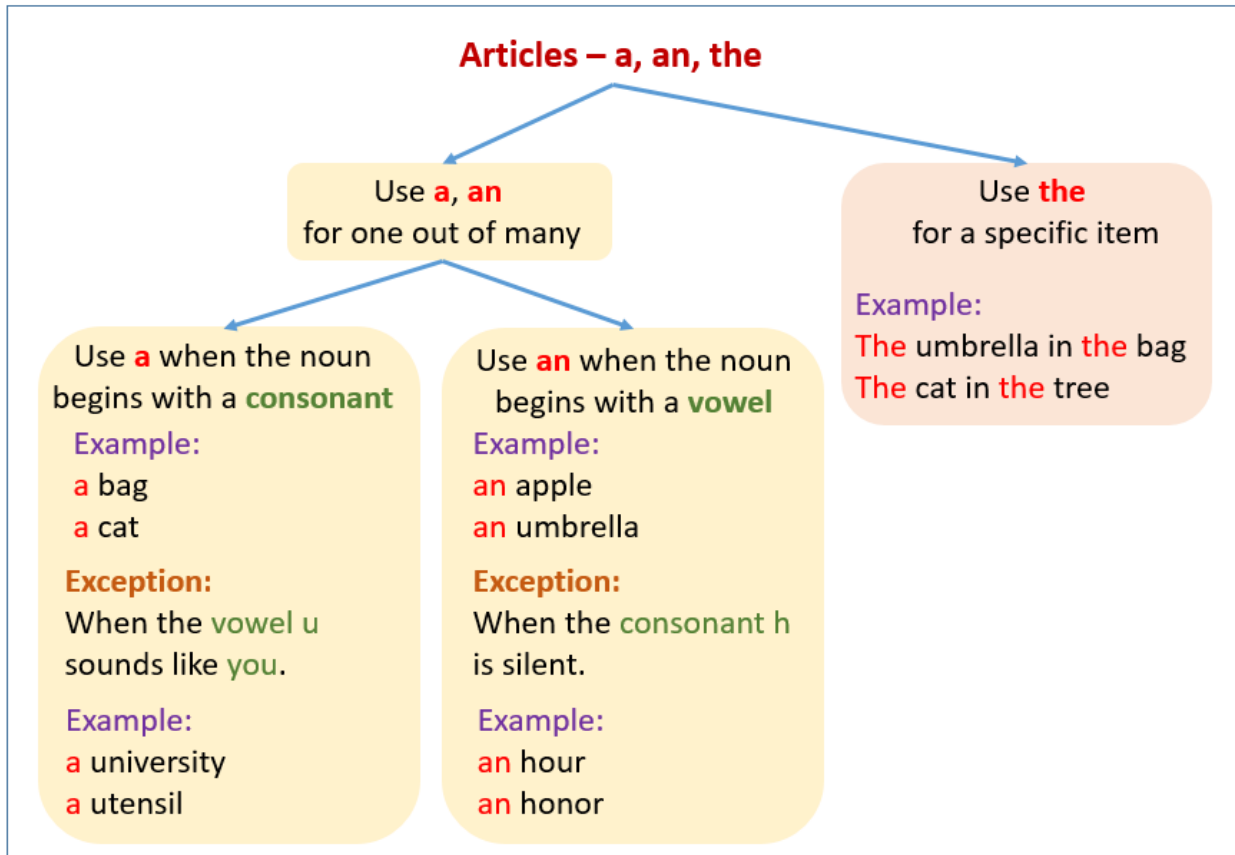 Articles – a, an, the
Use a, an
for one out of many
Use a when the noun
begins with a consonant
Example:
a bag
a cat
Exception:
When the vowel u
sounds like you.
Example:
a university
a utensil
Use an when the noun
begins with a vowel
Example:
an apple
an umbrella
Exception:
When the consonant h
is silent.
Example:
an hour
an honor
Use the
for a specific item
Example:
The umbrella in the bag
The cat in the tree